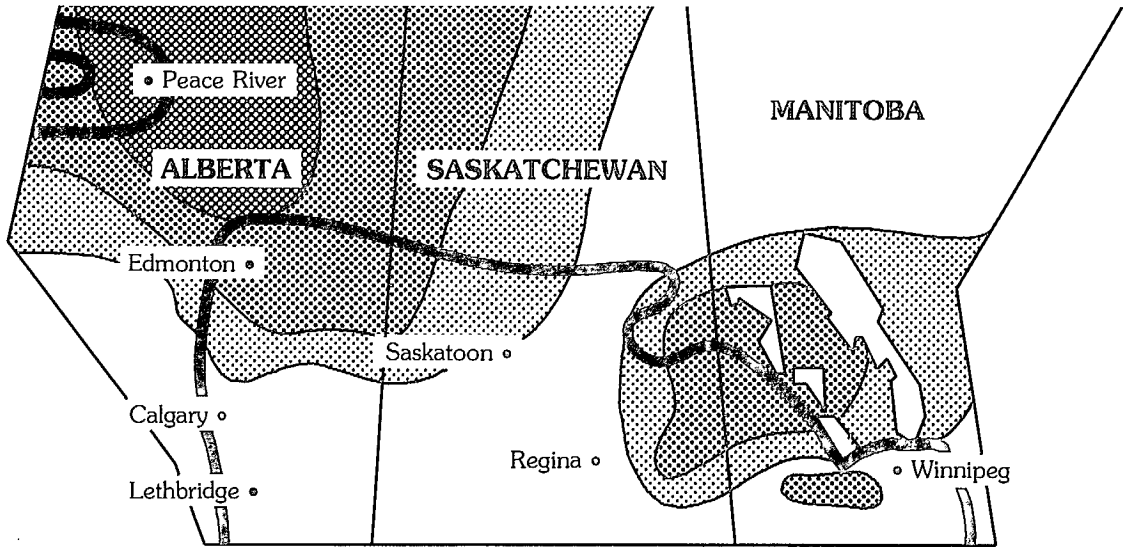 Peace River
MANITOBA
ALBERTA
SASKATCHEWAN
Edmonton
Saskatoon
Calgary
Regina
Winnipeg
Lethbridge